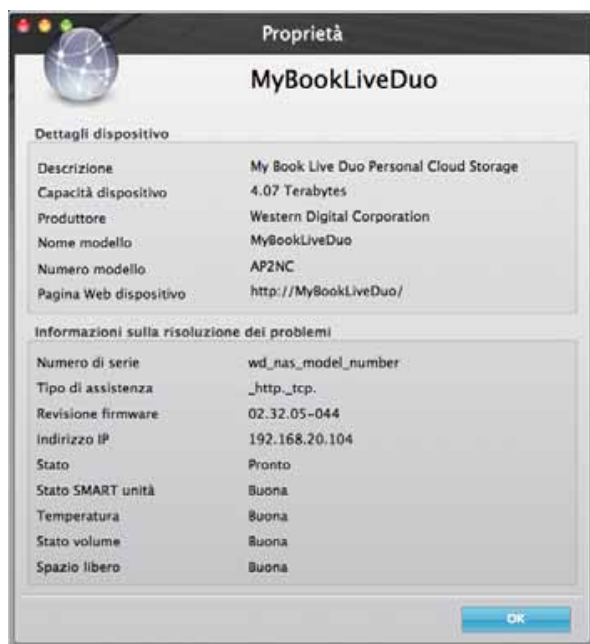 Proprietà
MyBookLiveDuo
Dettagli dispositivo
Descrizione My Book Live Duo Personal Cloud Storage
Capacità dispositivo 4.07 Terabytes
Produttore Western Digital Corporation
Nome modello MyBookLiveDuo
Numero modello AP2NC
Pagina Web dispositivo http://MyBookLiveDuo/
Informazioni sulla risoluzione dei problemi
Numero di serie wd_nas_model_number
Tipo di assistenza _http._tcp.
Revisione firmware 02.32.05-044
Indirizzo IP 192.168.20.104
Stato Pronto
Stato SMART unità Buona
Temperatura Buona
Stato volume Buona
Spazio libero Buona
OK